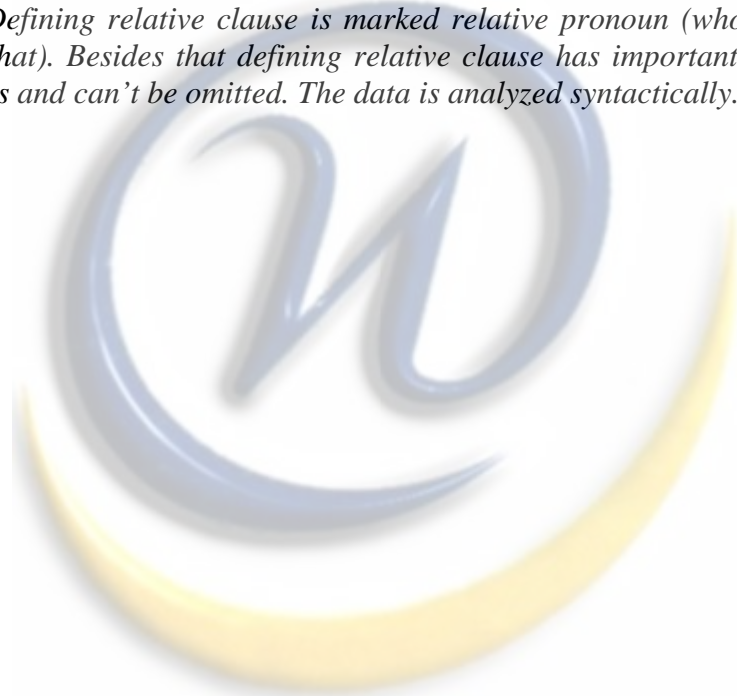 Defining relative clause is marked relative pronoun (who
hat). Besides that defining relative clause has important
s and can’t be omitted. The data is analyzed syntactically.